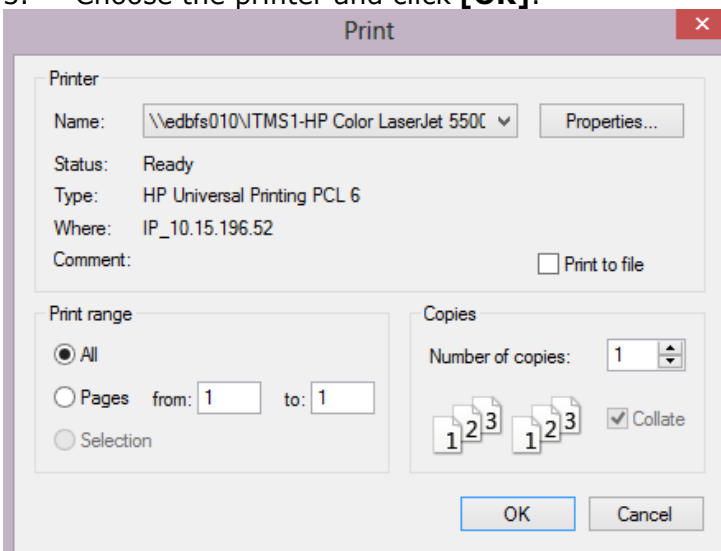 Choose the printer and click [OK].
Print
Printer
Name: \\edbfs010\ITMS1-HP Color LaserJet 550( Properties...
Status: Ready
Type: HP Universal Printing PCL 6
Where: IP_10.15.196.52
Comment: Print to file
Print range
All
Pages from: 1 to: 1
Selection
Copies
Number of copies: 1
1 2 3 1 2 3 Collate
OK Cancel